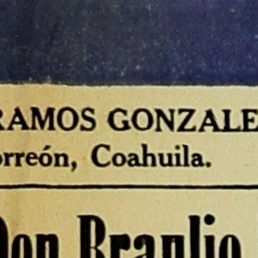 RAMOS GONZALE
orreón, Coahuila.
Don Braulio